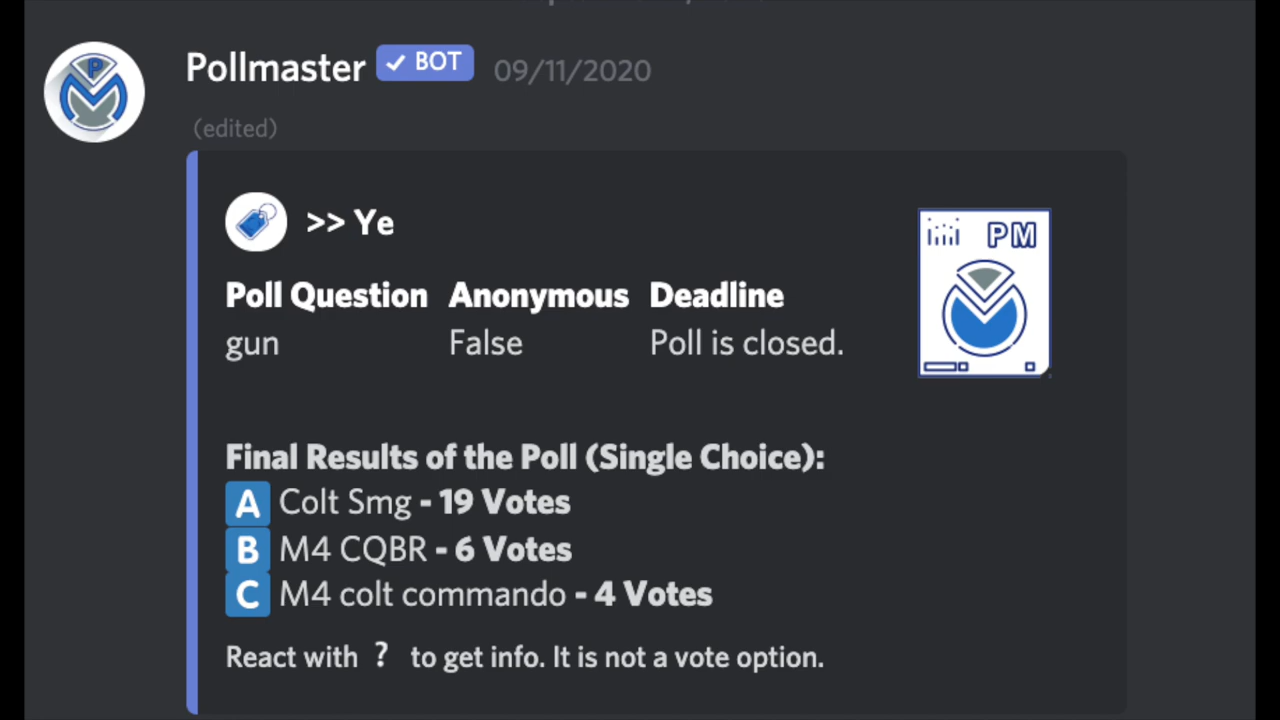 Pollmaster ✓ BOT 09/11/2020
(edited)
>> Ye
PM
Poll Question Anonymous Deadline
gun False Poll is closed.
Final Results of the Poll (Single Choice):
A Colt Smg - 19 Votes
B M4 CQBR - 6 Votes
C M4 colt commando - 4 Votes
React with ? to get info. It is not a vote option.